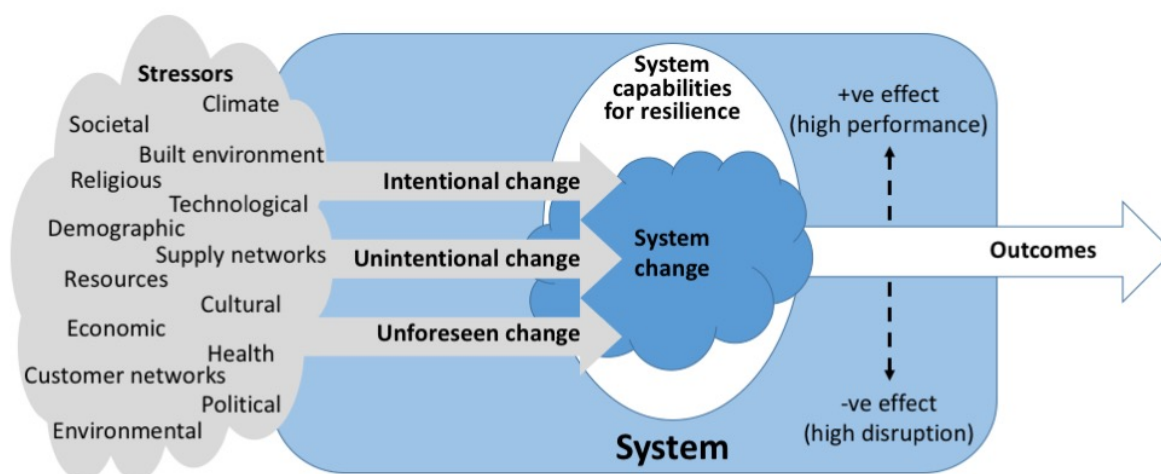 Stressors
Climate
Societal
Built environment
Religious
Technological
Demographic
Supply networks
Resources
Cultural
Economic
Health
Customer networks
Political
Environmental
Intentional change
Unintentional change
Unforeseen change
System
capabilities
for resilience
System
change
+ve effect
(high performance)
Outcomes
-ve effect
(high disruption)
System